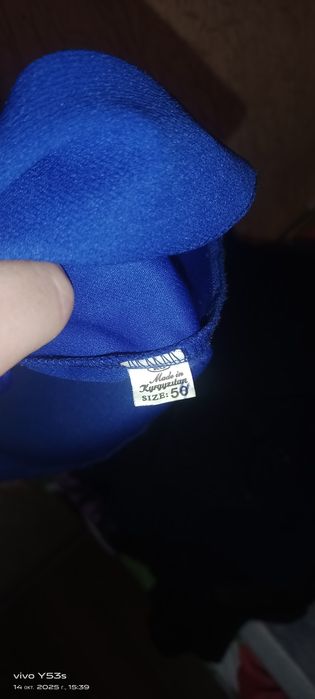 Made in
Kyrgyzstan
SIZE: 50
vivo Y53s
14 окт. 2025 г., 15:39